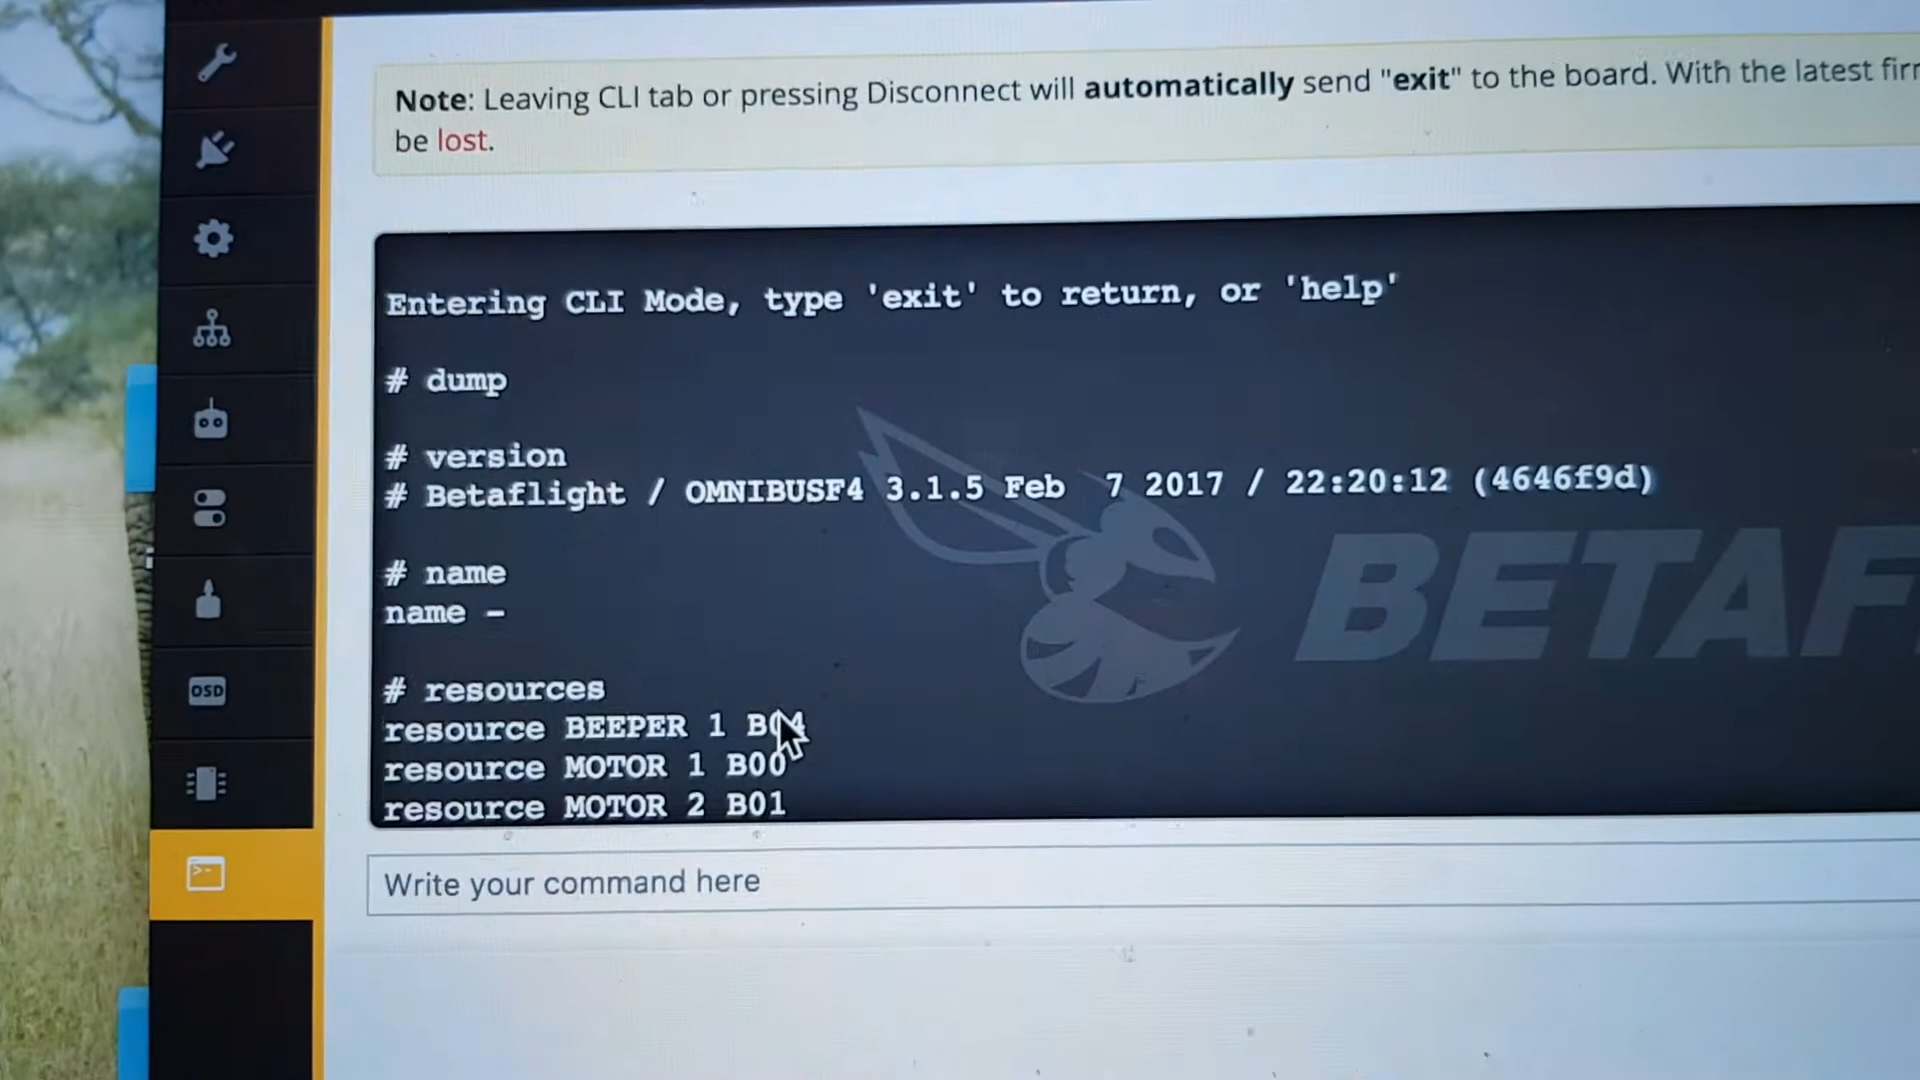 Note: Leaving CLI tab or pressing Disconnect will automatically send "exit" to the board. With the latest
be lost.
Entering CLI Mode, type 'exit' to return, or 'help'
# dump
# version
# Betaflight / OMNIBUSF4 3.1.5 Feb  7 2017 / 22:20:12 (4646f9d)
# name
name -
# resources
resource BEEPER 1 B04
resource MOTOR 1 B00
resource MOTOR 2 B01
Write your command here
OSD
BETAF